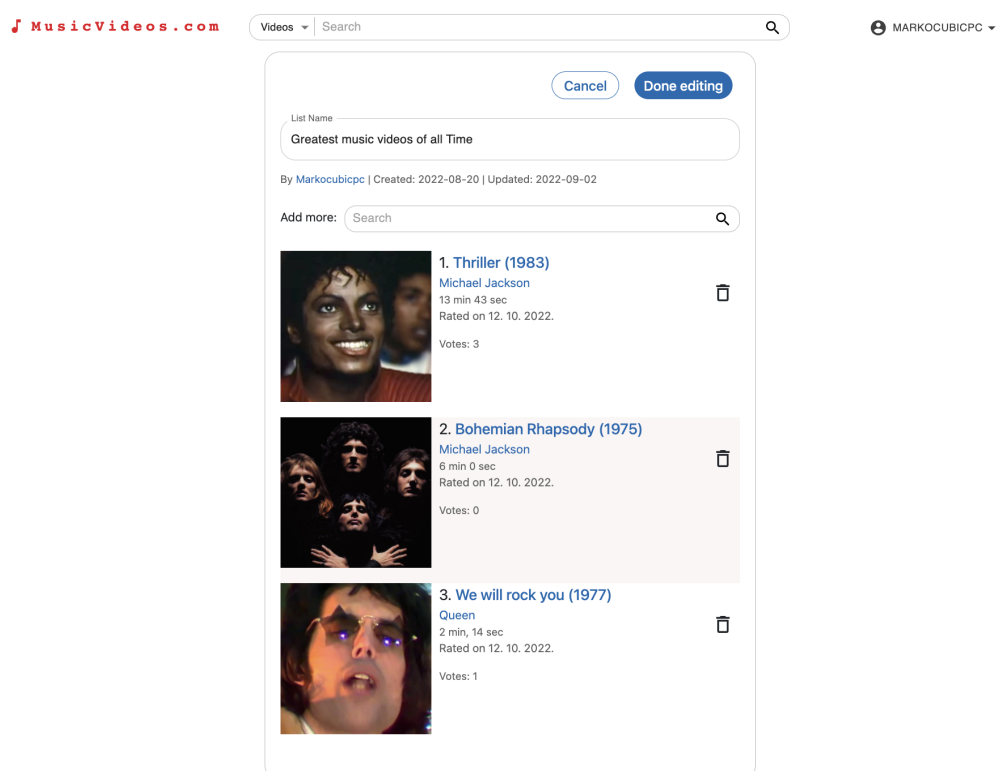 MusicVideos.com
Videos Search
MARKOCUBICPC
Cancel Done editing
List Name
Greatest music videos of all Time
By Markocubicpc | Created: 2022-08-20 | Updated: 2022-09-02
Add more: Search
1. Thriller (1983)
Michael Jackson
13 min 43 sec
Rated on 12. 10. 2022.
Votes: 3
2. Bohemian Rhapsody (1975)
Michael Jackson
6 min 0 sec
Rated on 12. 10. 2022.
Votes: 0
3. We will rock you (1977)
Queen
2 min, 14 sec
Rated on 12. 10. 2022.
Votes: 1